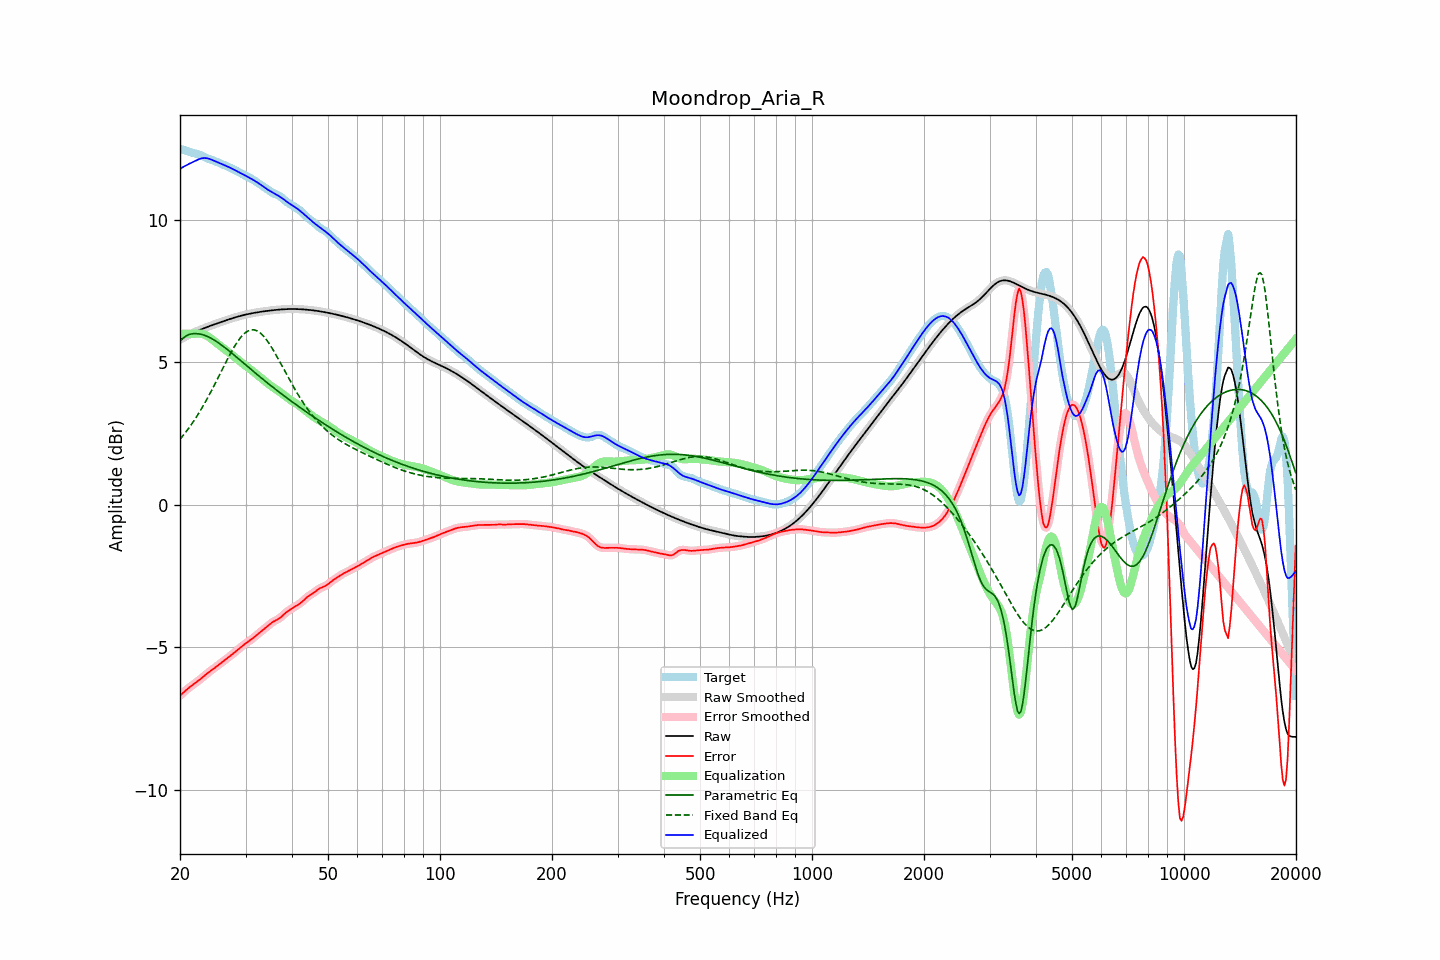 Moondrop_Aria_R
Amplitude (dBr)
10
5
0
−5
−10
Target
Raw Smoothed
Error Smoothed
Raw
Error
Equalization
Parametric Eq
Fixed Band Eq
Equalized
20 50 100 200 500 1000 2000 5000 10000 20000
Frequency (Hz)